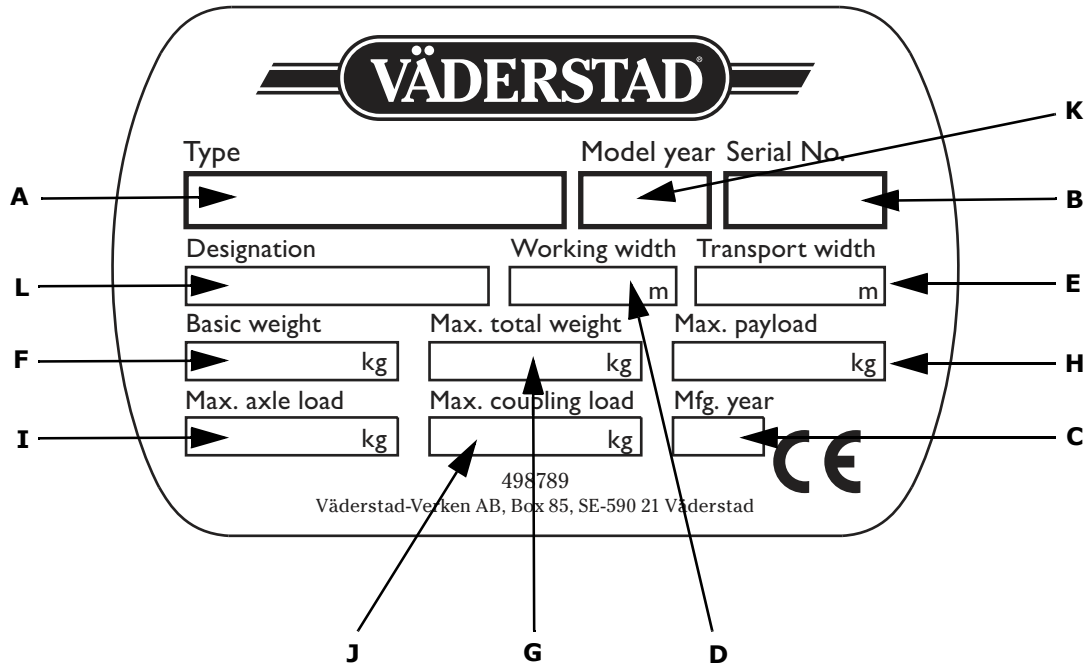 VÄDERSTAD®
K
Type Model year Serial No.
A B
Designation Working width Transport width
L m m E
Basic weight Max. total weight Max. payload
F kg kg kg H
Max. axle load Max. coupling load Mfg. year
I kg kg C
CE
498789
Väderstad-Verken AB, Box 85, SE-590 21 Väderstad
J G D